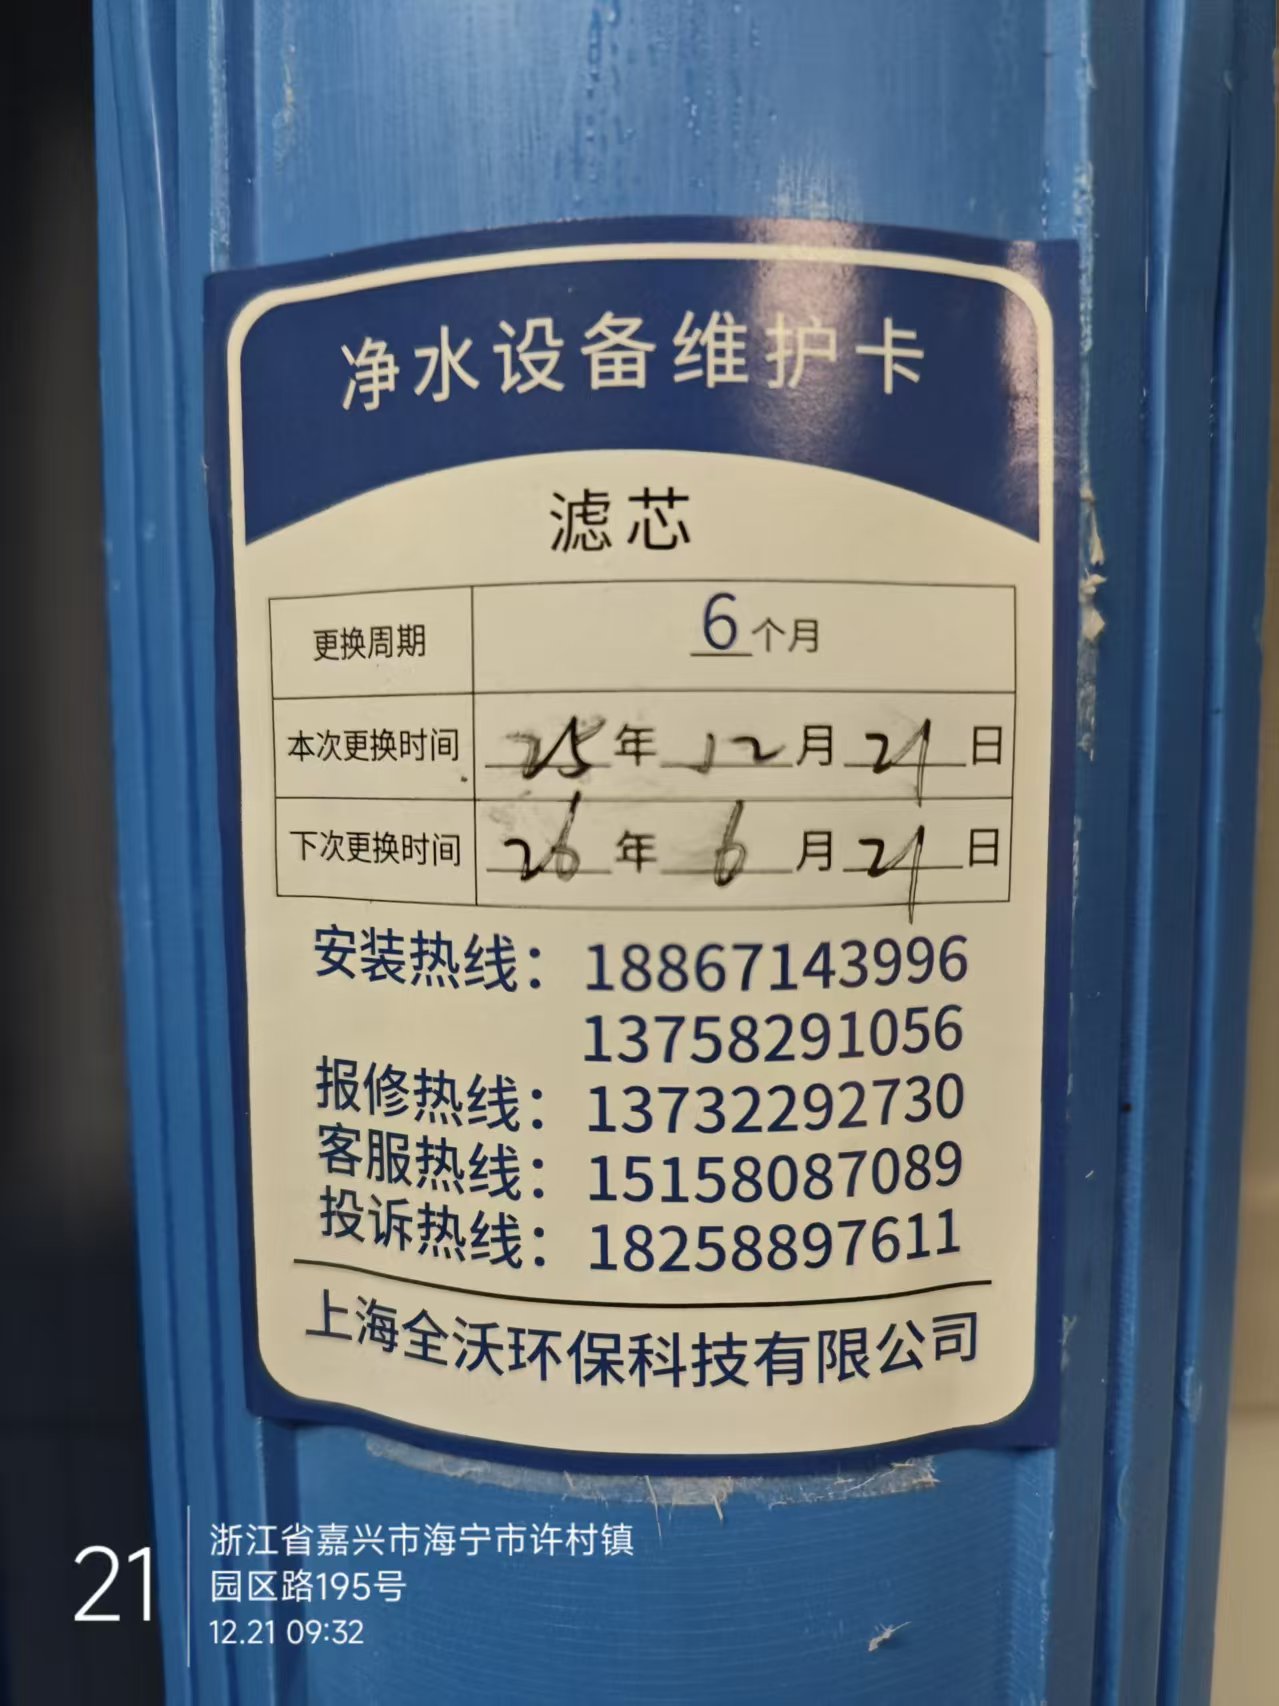 净水设备维护卡
滤芯
更换周期 6个月
本次更换时间 25年12月21日
下次更换时间 26年6月21日
安装热线：18867143996
13758291056
报修热线：13732292730
客服热线：15158087089
投诉热线：18258897611
上海全沃环保科技有限公司
21
浙江省嘉兴市海宁市许村镇
园区路195号
12.21 09:32